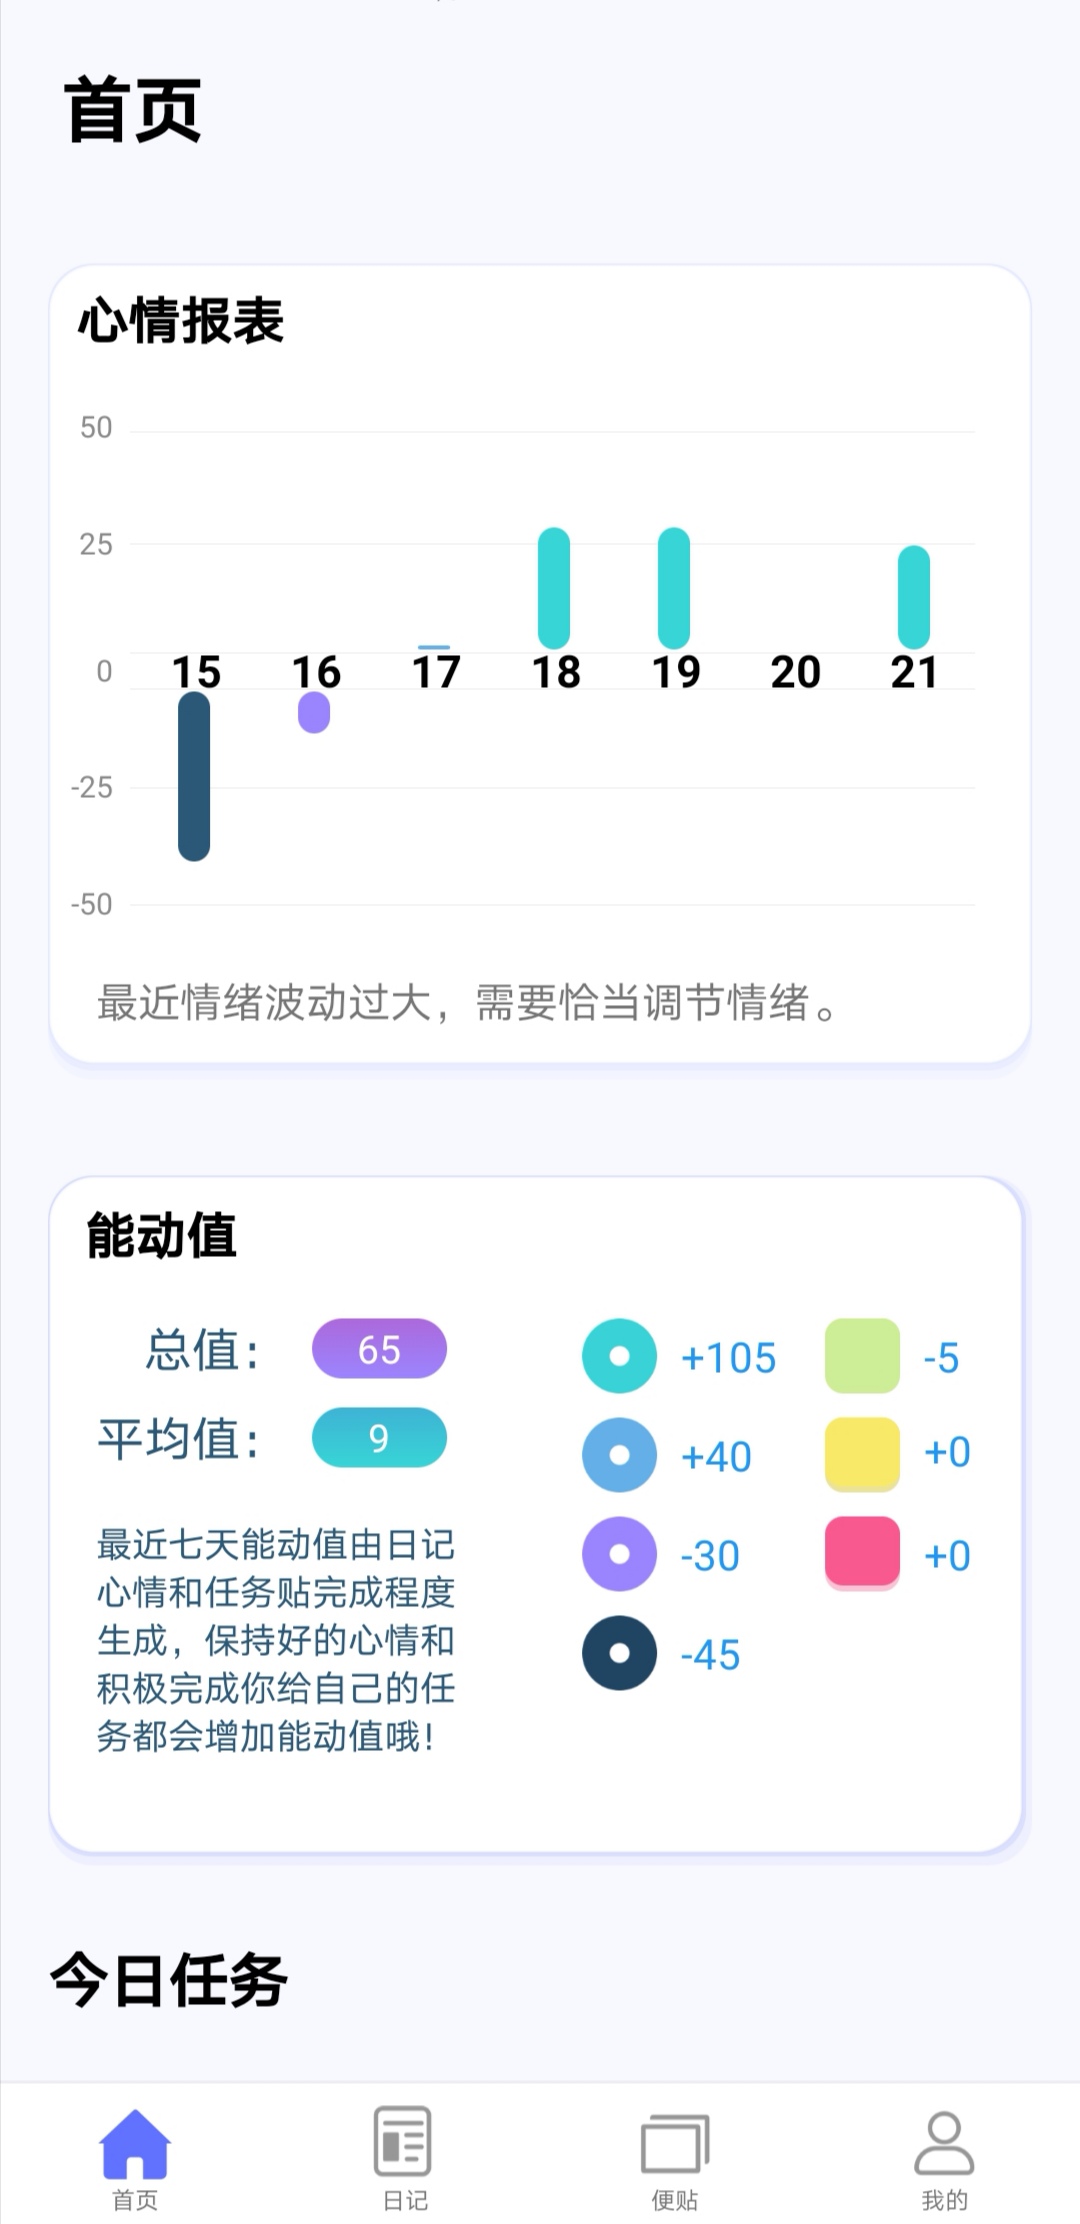 首页
心情报表
50
25
0
15 16 17 18 19 20 21
-25
-50
最近情绪波动过大，需要恰当调节情绪。
能动值
总值： 65
平均值： 9
最近七天能动值由日记
心情和任务贴完成程度
生成，保持好的心情和
积极完成你给自己的任
务都会增加能动值哦！
+105 -5
+40 +0
-30 +0
-45
今日任务
首页 日记 便贴 我的